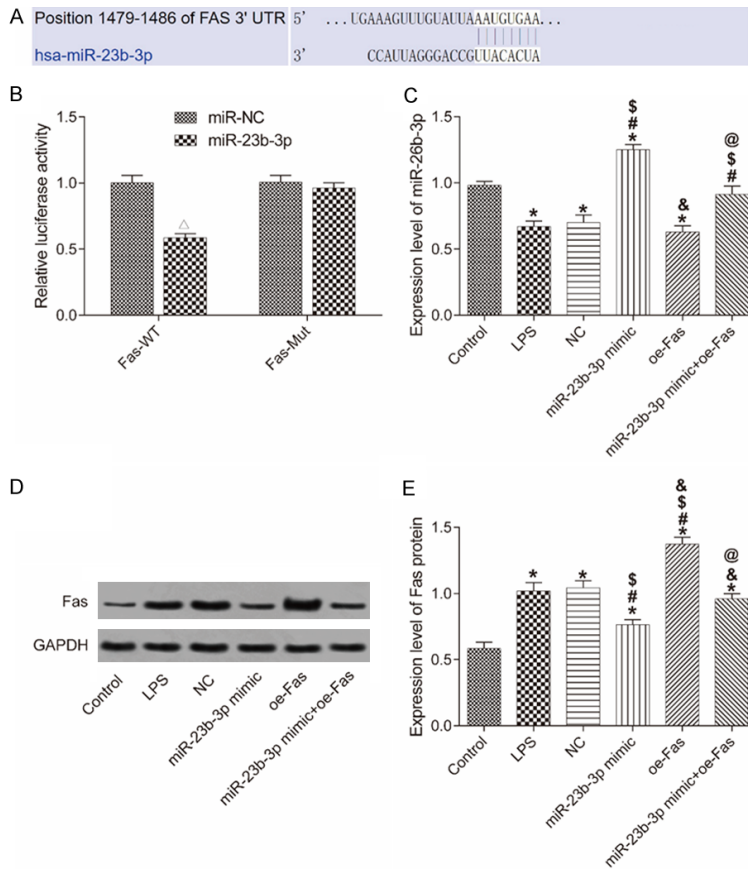 A
Position 1479-1486 of FAS 3' UTR 5' ...UGAAAGUUUGUAUUAAAUGUGAA...
hsa-miR-23b-3p 3' CCAUUAGGGACCGUUACACUA
B
Relative luciferase activity
1.5
1.0
0.5
0.0
miR-NC
miR-23b-3p
△
Fas-WT
Fas-Mut
C
Expression level of miR-26b-3p
1.5
1.0
0.5
0.0
*
*
$
#
*
&
*
@
$
#
Control
LPS
NC
miR-23b-3p mimic
oe-Fas
miR-23b-3p mimic+oe-Fas
D
Fas
GAPDH
Control
LPS
NC
miR-23b-3p mimic
oe-Fas
miR-23b-3p mimic+oe-Fas
E
Expression level of Fas protein
1.5
1.0
0.5
0.0
*
*
$
#
*
&
$
#
*
@
&
*
Control
LPS
NC
miR-23b-3p mimic
oe-Fas
miR-23b-3p mimic+oe-Fas